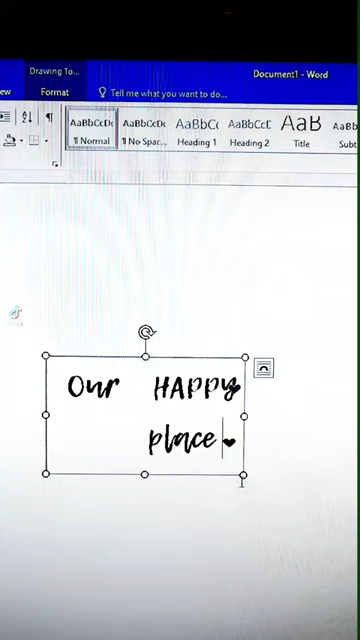 Drawing To...
Document1 - Word
ew
Format
Tell me what you want to do...
AaBbCcDc
AaBbCcDc
AaBbCc
AaBbCcD
AaB
AaBb
¶ Normal
¶ No Spac...
Heading 1
Heading 2
Title
Subt
Our HAPPy
place